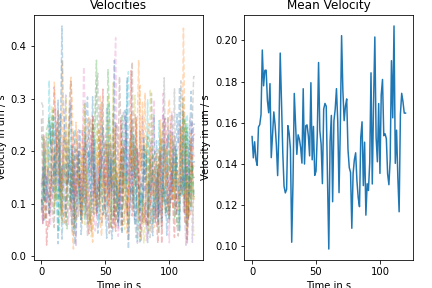 Velocities
Mean Velocity
Velocity in um / s
0.4
0.3
0.2
0.1
0.0
0
50
100
Time in s
Velocity in um / s
0.20
0.18
0.16
0.14
0.12
0.10
0
50
100
Time in s